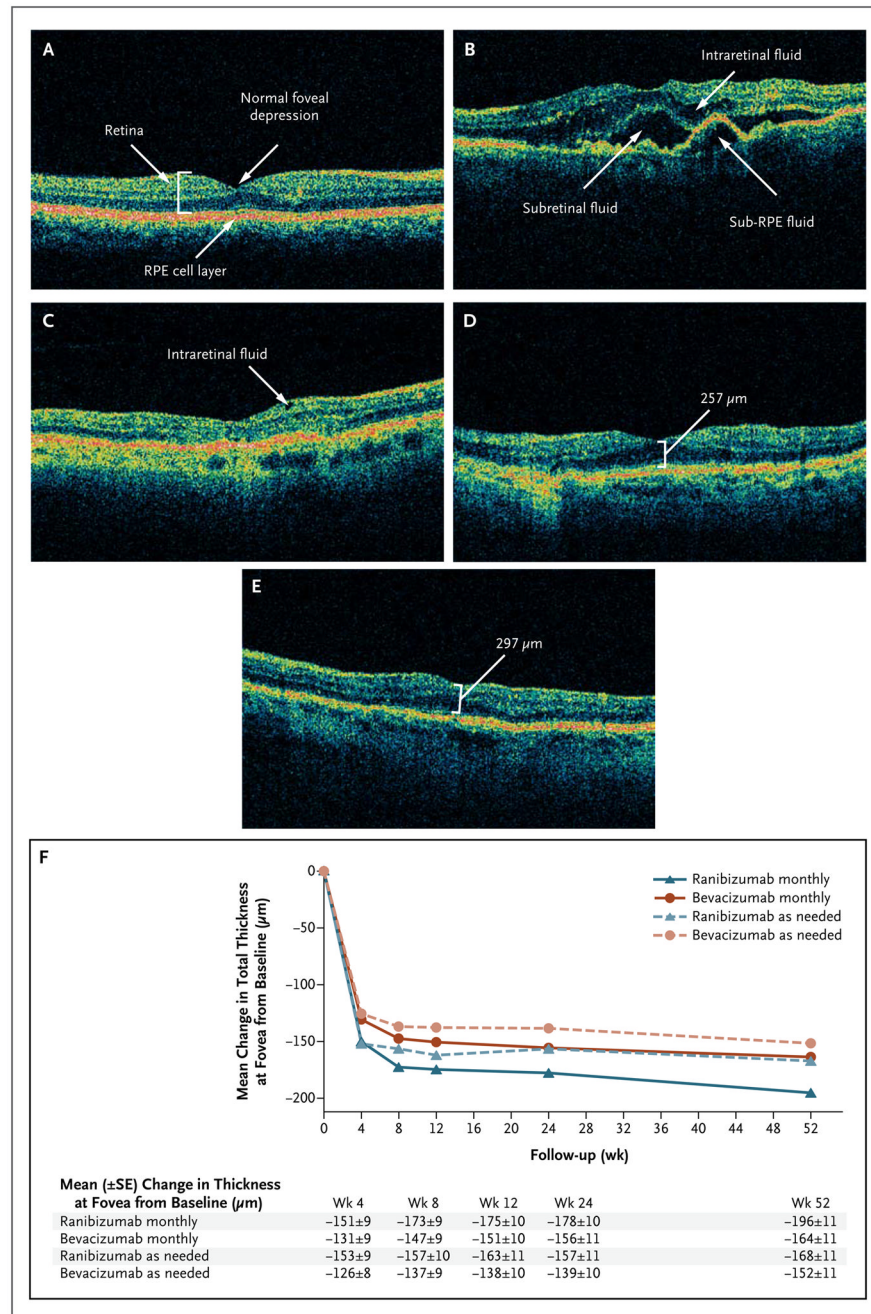 A
Normal foveal
depression
Retina
RPE cell layer
B
Intraretinal fluid
Subretinal fluid
Sub-RPE fluid
C
Intraretinal fluid
D
257 µm
E
297 µm
F
Mean Change in Total Thickness
at Fovea from Baseline (µm)
0
−50
−100
−150
−200
Ranibizumab monthly
Bevacizumab monthly
Ranibizumab as needed
Bevacizumab as needed
0 4 8 12 16 20 24 28 32 36 40 44 48 52
Follow-up (wk)
Mean (±SE) Change in Thickness
at Fovea from Baseline (µm) Wk 4 Wk 8 Wk 12 Wk 24 Wk 52
Ranibizumab monthly −151±9 −173±9 −175±10 −178±10 −196±11
Bevacizumab monthly −131±9 −147±9 −151±10 −156±11 −164±11
Ranibizumab as needed −153±9 −157±10 −163±11 −157±11 −168±11
Bevacizumab as needed −126±8 −137±9 −138±10 −139±10 −152±11